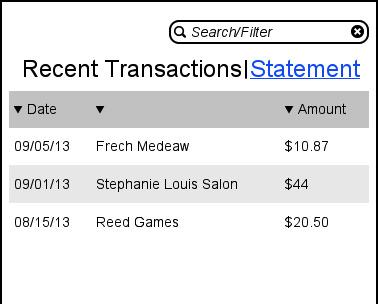 Search/Filter
Recent Transactions|Statement
Date Amount
09/05/13 Frech Medeaw $10.87
09/01/13 Stephanie Louis Salon $44
08/15/13 Reed Games $20.50